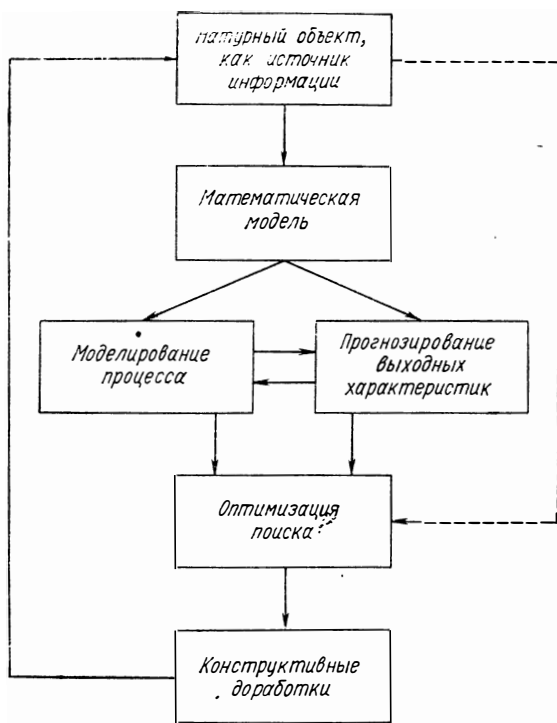 натурный объект,
как источник
информации
Математическая
модель
Моделирование
процесса
Прогнозирование
выходных
характеристик
Оптимизация
поиска
Конструктивные
доработки